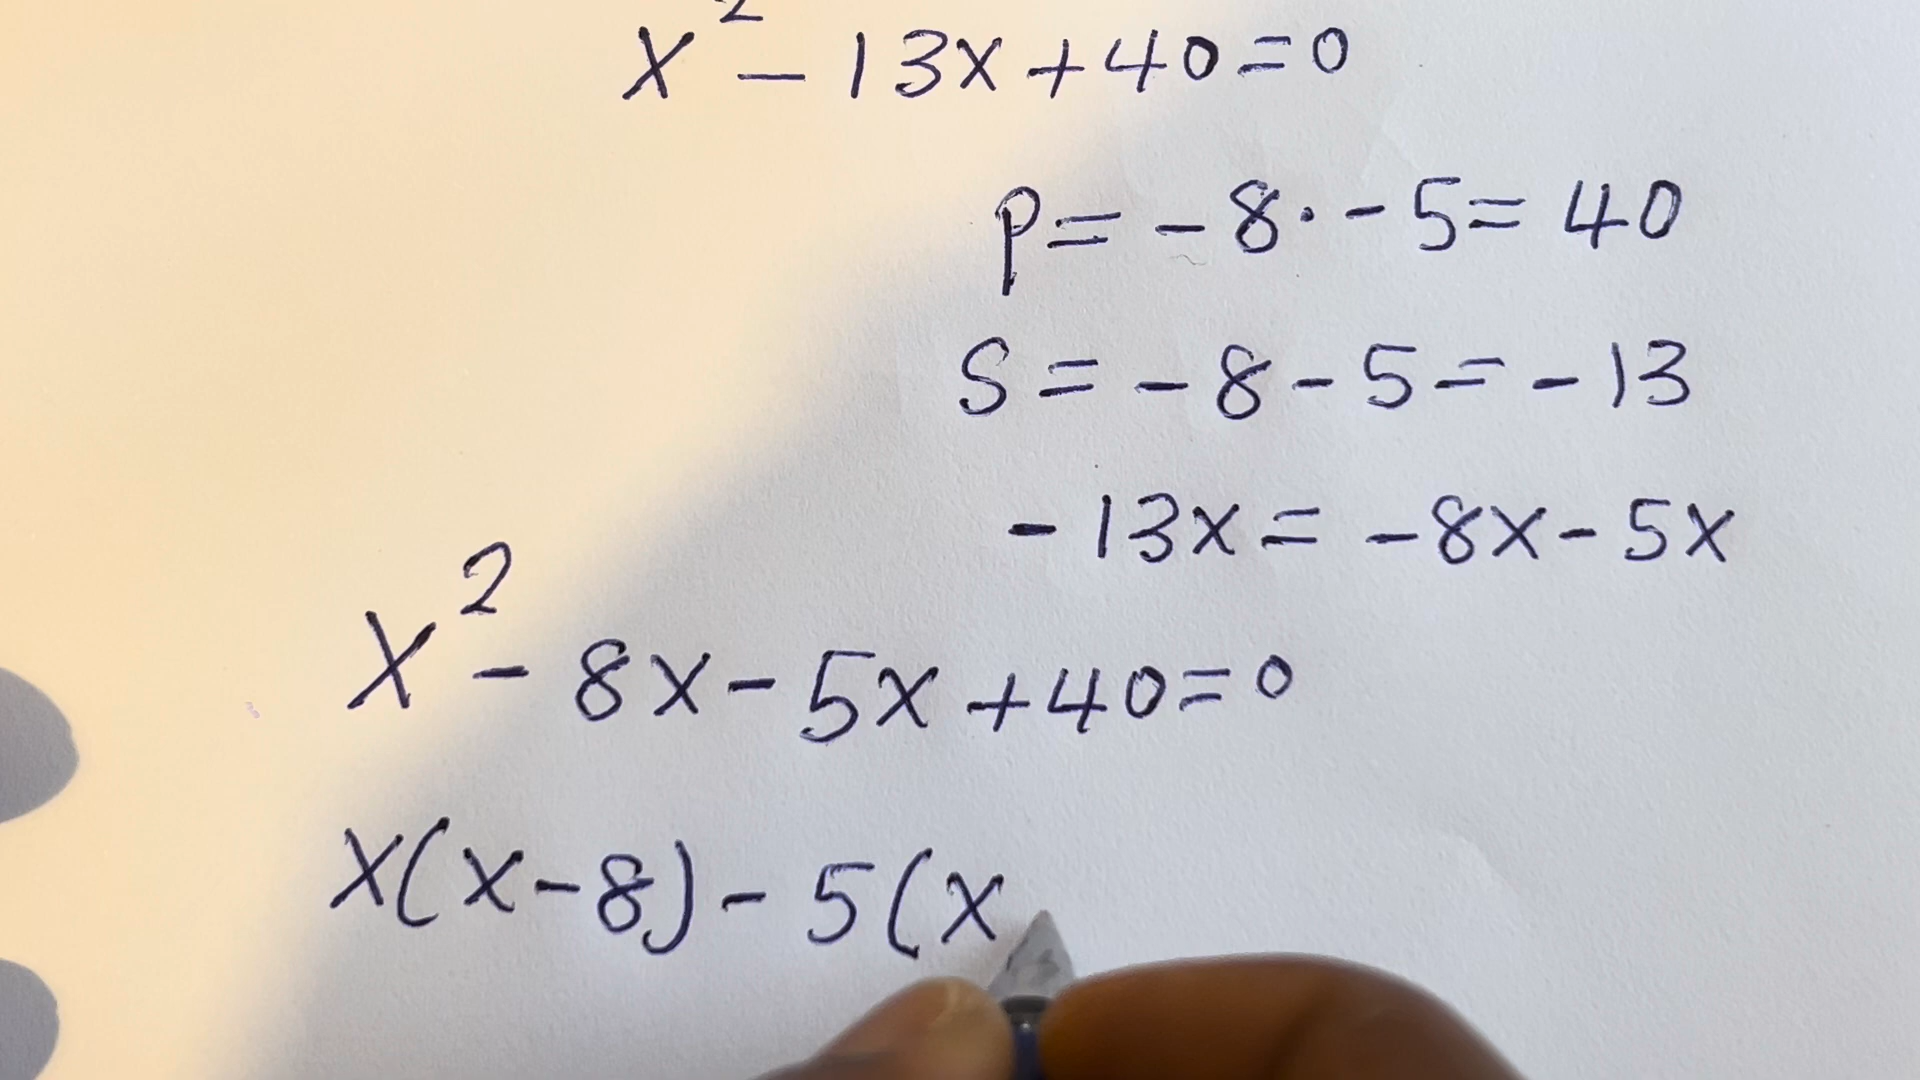 x² - 13x + 40 = 0
P = -8 · -5 = 40
S = -8 - 5 = -13
-13x = -8x - 5x
x² - 8x - 5x + 40 = 0
x(x - 8) - 5(x